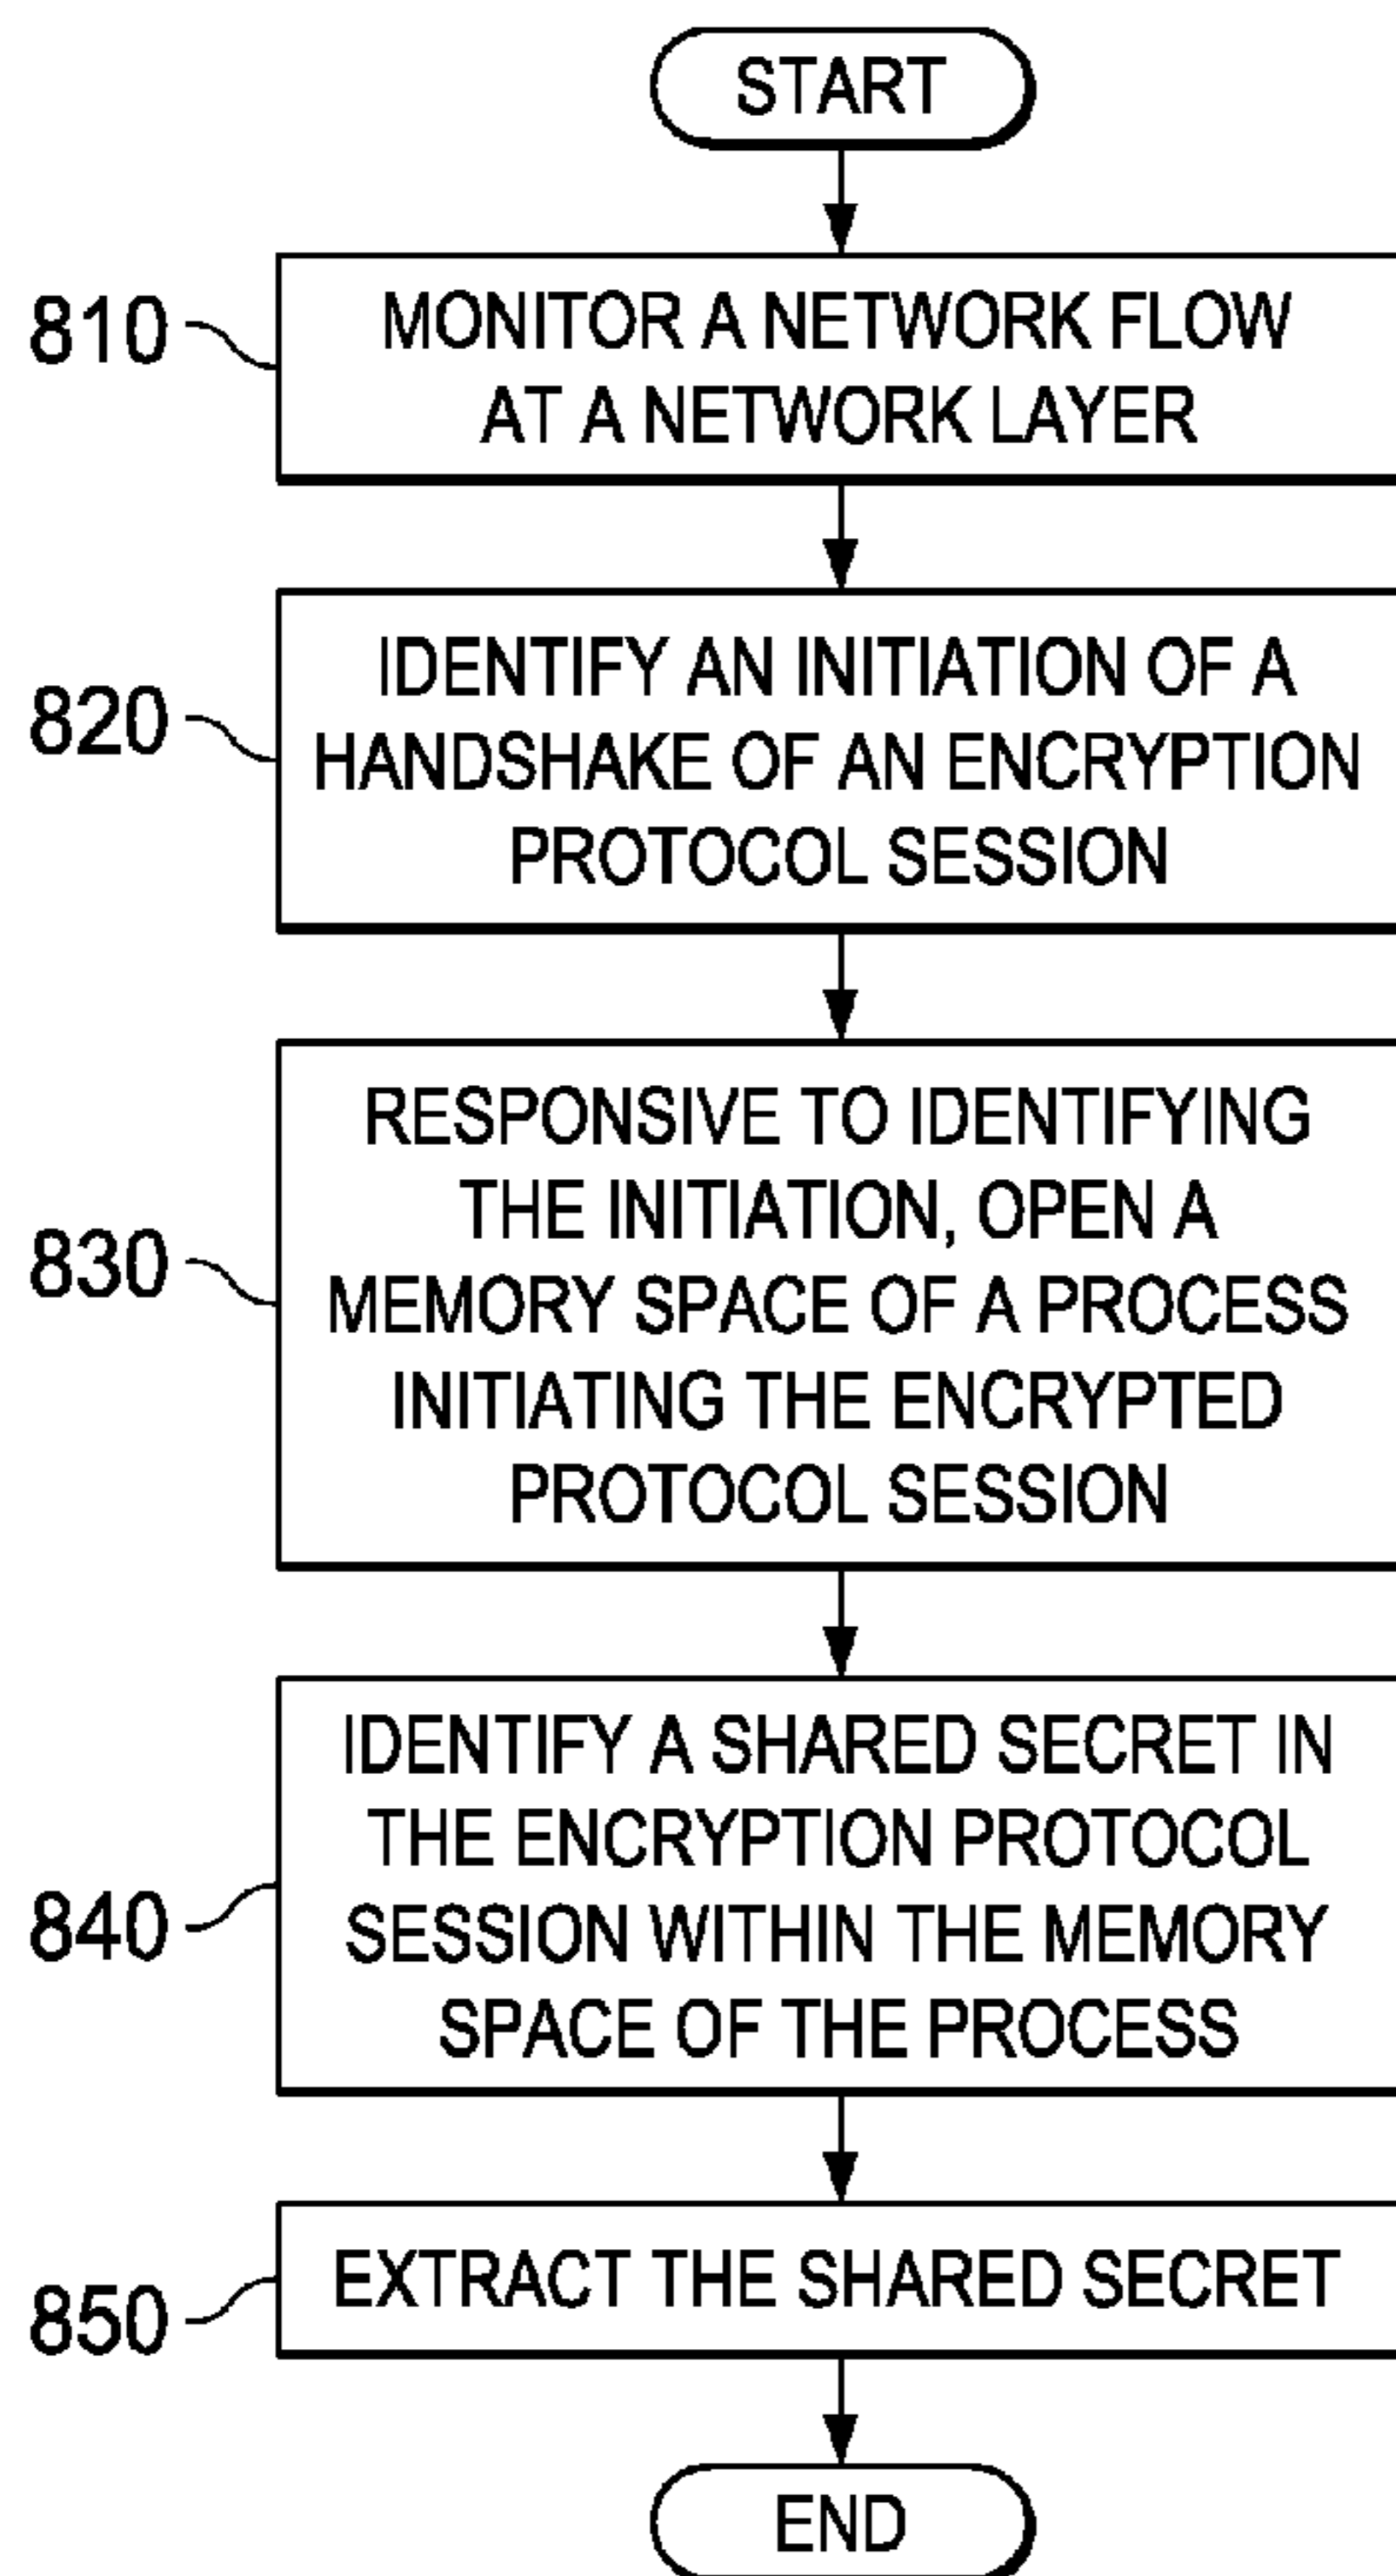 START
810
MONITOR A NETWORK FLOW
AT A NETWORK LAYER
820
IDENTIFY AN INITIATION OF A
HANDSHAKE OF AN ENCRYPTION
PROTOCOL SESSION
830
RESPONSIVE TO IDENTIFYING
THE INITIATION, OPEN A
MEMORY SPACE OF A PROCESS
INITIATING THE ENCRYPTED
PROTOCOL SESSION
840
IDENTIFY A SHARED SECRET IN
THE ENCRYPTION PROTOCOL
SESSION WITHIN THE MEMORY
SPACE OF THE PROCESS
850
EXTRACT THE SHARED SECRET
END